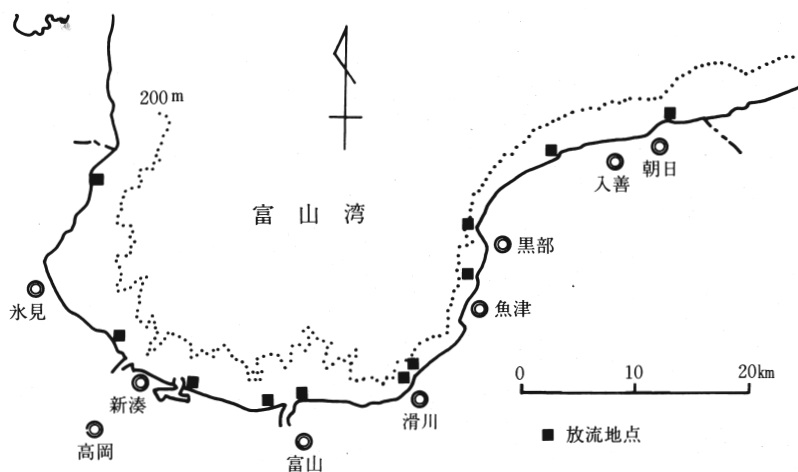 200m
富山湾
入善
朝日
黒部
魚津
氷見
新湊
高岡
富山
滑川
0 10 20km
■ 放流地点